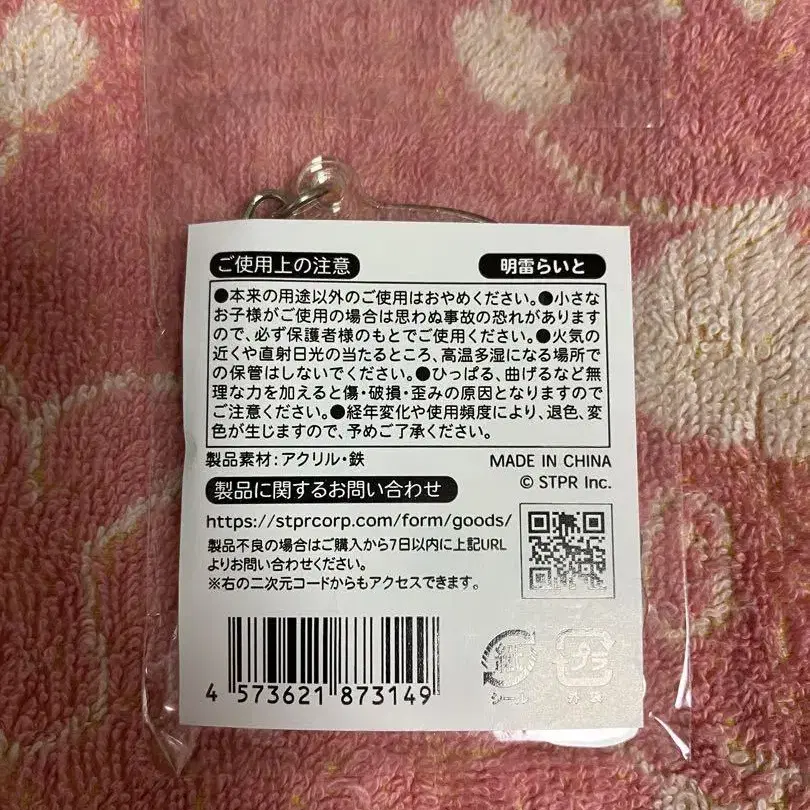 ご使用上の注意
明雷らいと
●本来の用途以外のご使用はおやめください。●小さな
お子様がご使用の場合は思わぬ事故の恐れがあります
ので、必ず保護者様のもとでご使用ください。●火気の
近くや直射日光の当たるところ、高温多湿になる場所で
の保管はしないでください。●ひっぱる、曲げるなど無
理な力を加えると傷・破損・歪みの原因となりますので
ご注意ください。●経年変化や使用頻度により、退色、変
色が生じますので、予めご了承ください。
製品素材:アクリル・鉄
MADE IN CHINA
© STPR Inc.
製品に関するお問い合わせ
https://stprcorp.com/form/goods/
製品不良の場合はご購入から7日以内に上記URL
よりお問い合わせください。
※右の二次元コードからもアクセスできます。
4 573621 873149
紙
シール
プラ
外装